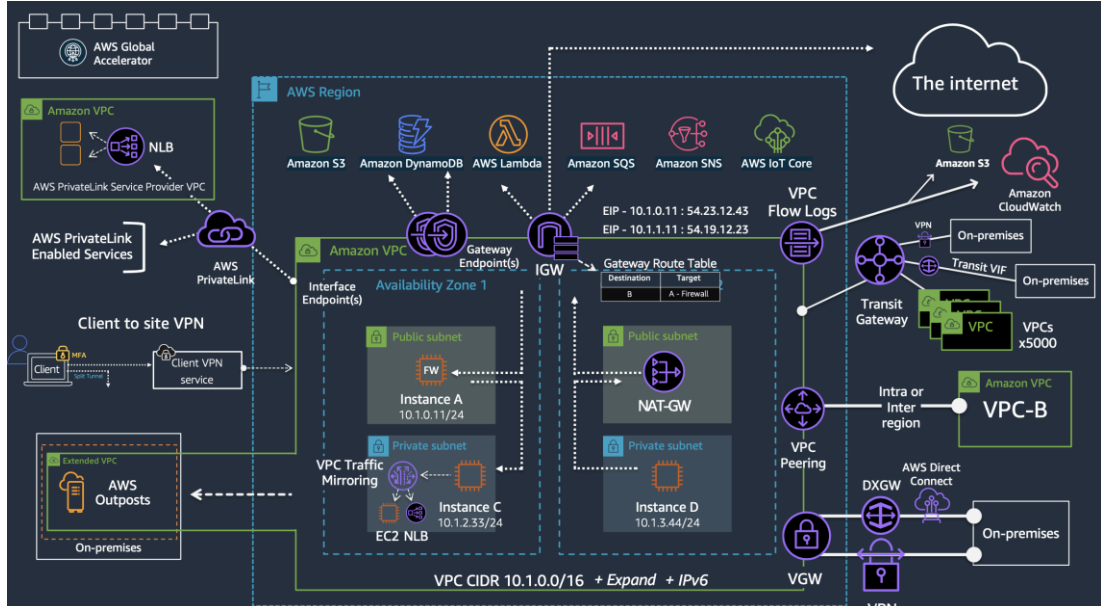 AWS Global
Accelerator
Amazon VPC
NLB
AWS PrivateLink Service Provider VPC
AWS PrivateLink
Enabled Services
AWS
PrivateLink
Interface
Endpoint(s)
Client to site VPN
MFA
Client
Split Tunnel
Client VPN
service
Extended VPC
AWS
Outposts
On-premises
AWS Region
Amazon S3
Amazon DynamoDB
AWS Lambda
Amazon SQS
Amazon SNS
AWS IoT Core
Amazon VPC
Gateway
Endpoint(s)
IGW
EIP - 10.1.0.11 : 54.23.12.43
EIP - 10.1.1.11 : 54.19.12.23
Gateway Route Table
Destination Target
B A - Firewall
Availability Zone 1
2
Public subnet
FW
Instance A
10.1.0.11/24
Private subnet
VPC Traffic
Mirroring
Instance C
10.1.2.33/24
EC2 NLB
Public subnet
NAT-GW
Private subnet
Instance D
10.1.3.44/24
VPC CIDR 10.1.0.0/16 + Expand + IPv6
VPC
Flow Logs
The internet
Amazon S3
Amazon
CloudWatch
VPN
On-premises
Transit VIF
On-premises
Transit
Gateway
VPC
VPCs
x5000
VPC
Peering
Intra or
Inter
region
Amazon VPC
VPC-B
DXGW
AWS Direct
Connect
On-premises
VGW
VPN